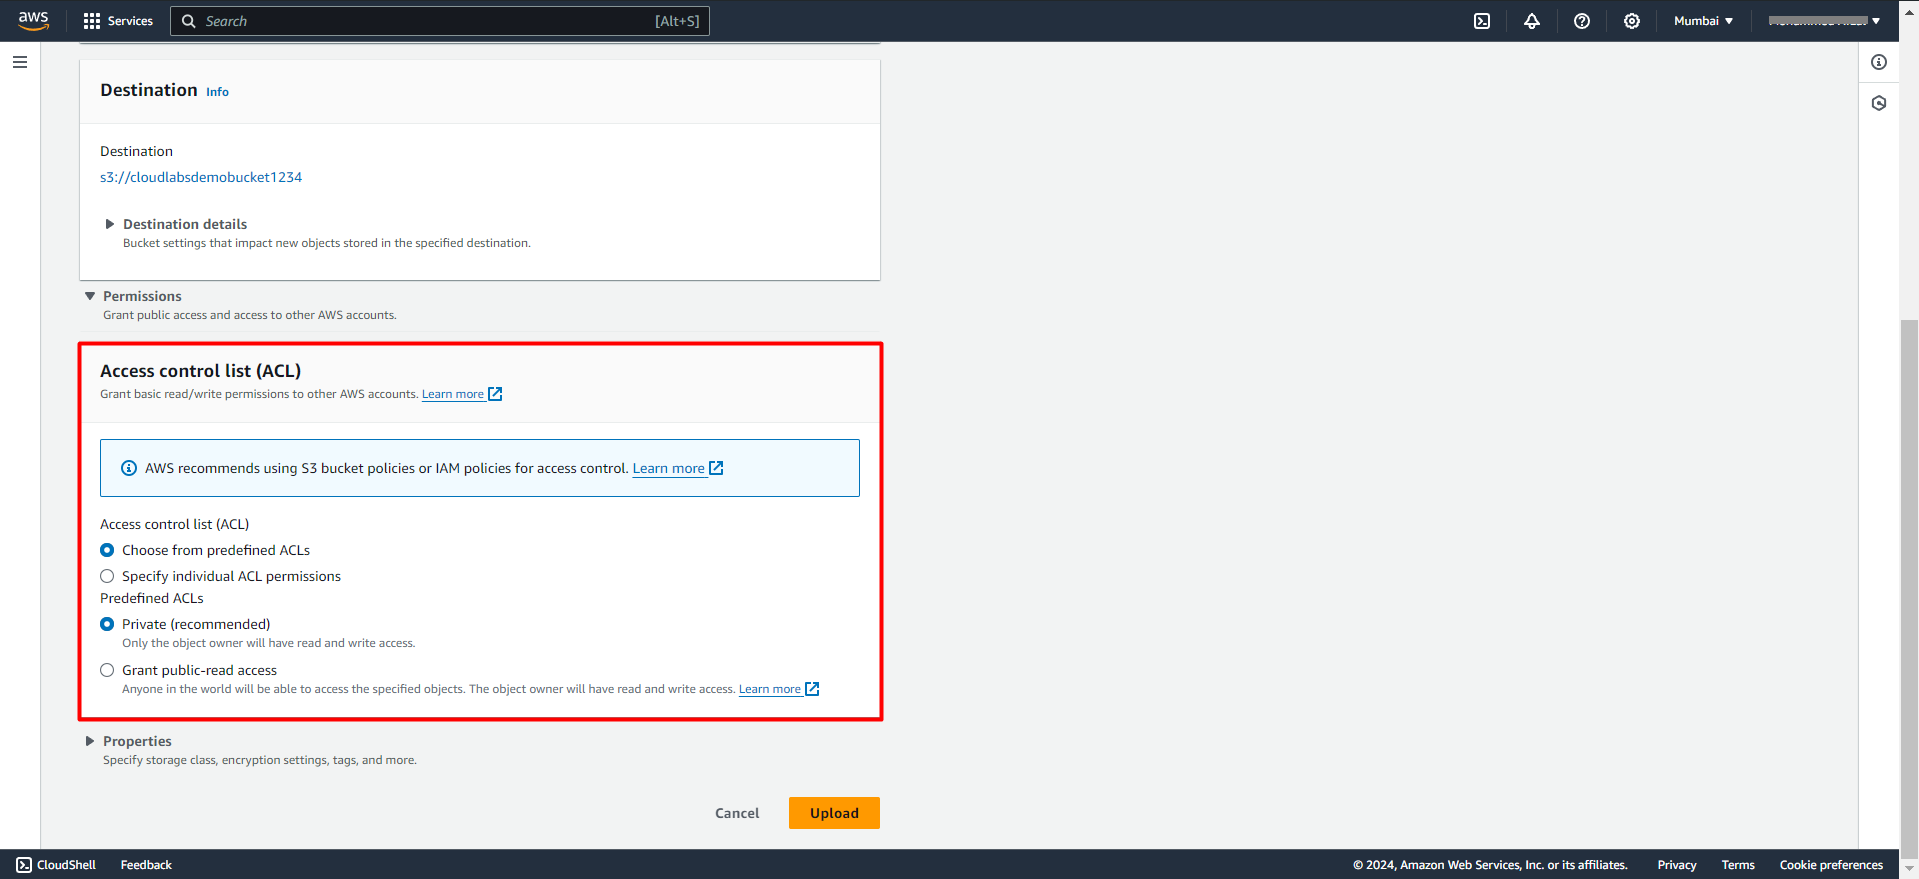 aws
Services
Search
[Alt+S]
Mumbai
Destination Info
Destination
s3://cloudlabsdemobucket1234
Destination details
Bucket settings that impact new objects stored in the specified destination.
Permissions
Grant public access and access to other AWS accounts.
Access control list (ACL)
Grant basic read/write permissions to other AWS accounts. Learn more
AWS recommends using S3 bucket policies or IAM policies for access control. Learn more
Access control list (ACL)
Choose from predefined ACLs
Specify individual ACL permissions
Predefined ACLs
Private (recommended)
Only the object owner will have read and write access.
Grant public-read access
Anyone in the world will be able to access the specified objects. The object owner will have read and write access. Learn more
Properties
Specify storage class, encryption settings, tags, and more.
Cancel
Upload
CloudShell
Feedback
© 2024, Amazon Web Services, Inc. or its affiliates.
Privacy
Terms
Cookie preferences